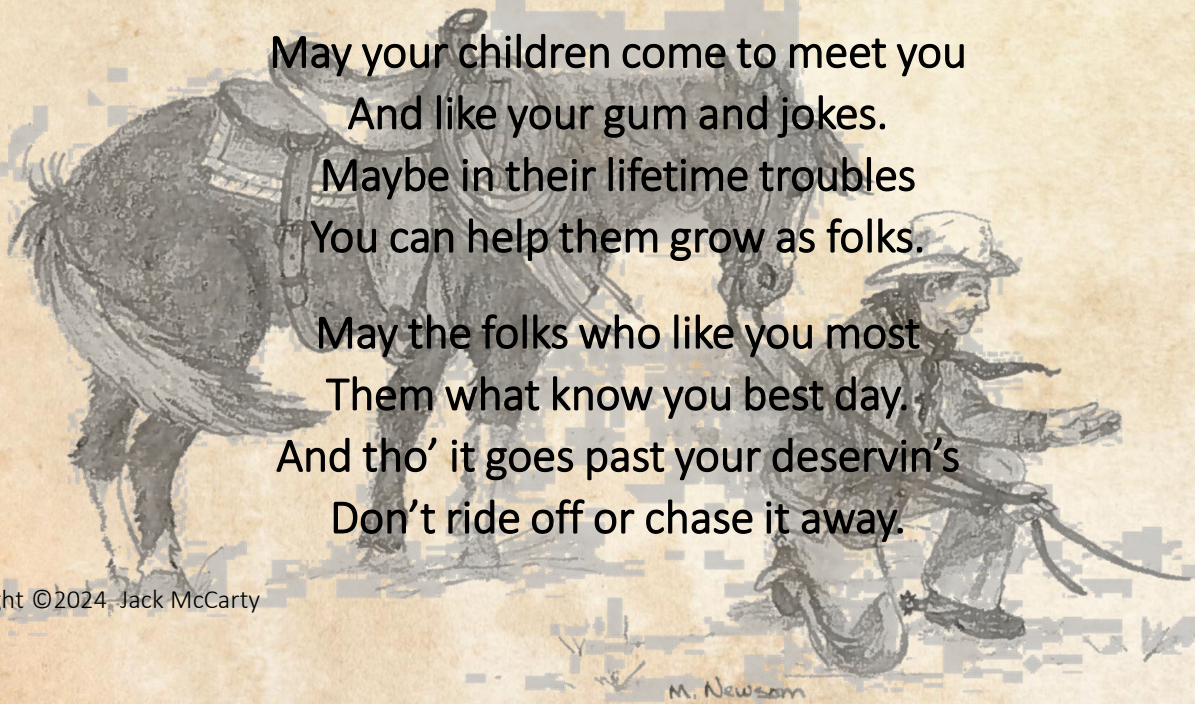 May your children come to meet you
And like your gum and jokes.
Maybe in their lifetime troubles
You can help them grow as folks.
May the folks who like you most
Them what know you best day.
And tho’ it goes past your deservin’s
Don’t ride off or chase it away.
ht ©2024 Jack McCarty
M. Newsom